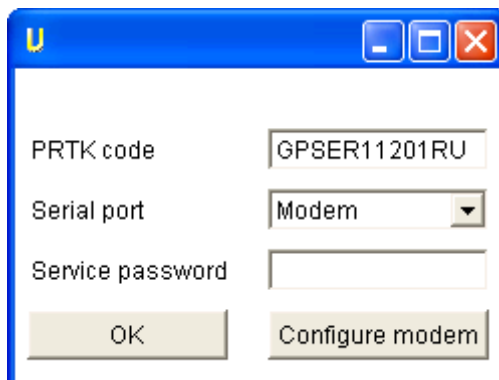 U
PRTK code GPSER11201RU
Serial port Modem
Service password
OK Configure modem